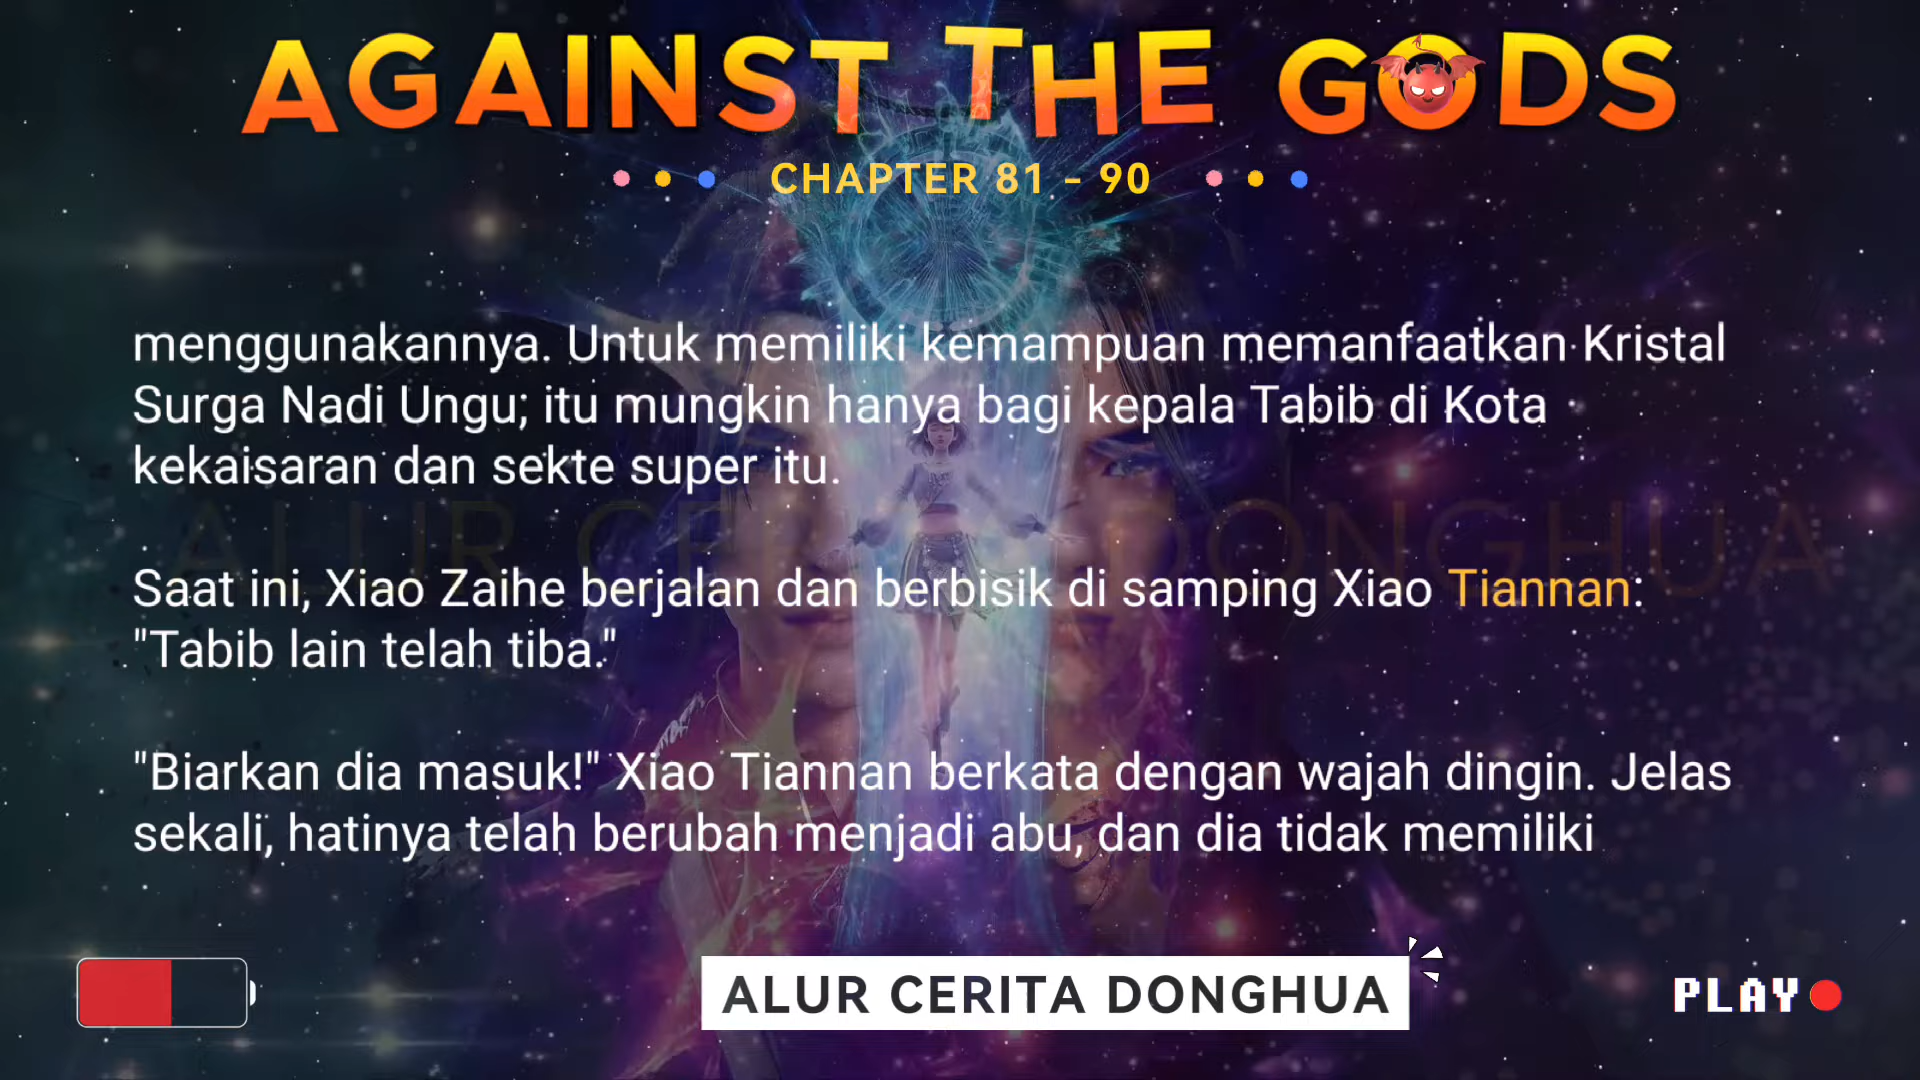 AGAINST THE GODS
CHAPTER 81 - 90
menggunakannya. Untuk memiliki kemampuan memanfaatkan Kristal
Surga Nadi Ungu; itu mungkin hanya bagi kepala Tabib di Kota
kekaisaran dan sekte super itu.
ALUR CERITA DONGHUA
Saat ini, Xiao Zaihe berjalan dan berbisik di samping Xiao Tiannan:
"Tabib lain telah tiba."
"Biarkan dia masuk!" Xiao Tiannan berkata dengan wajah dingin. Jelas
sekali, hatinya telah berubah menjadi abu, dan dia tidak memiliki
ALUR CERITA DONGHUA
PLAY